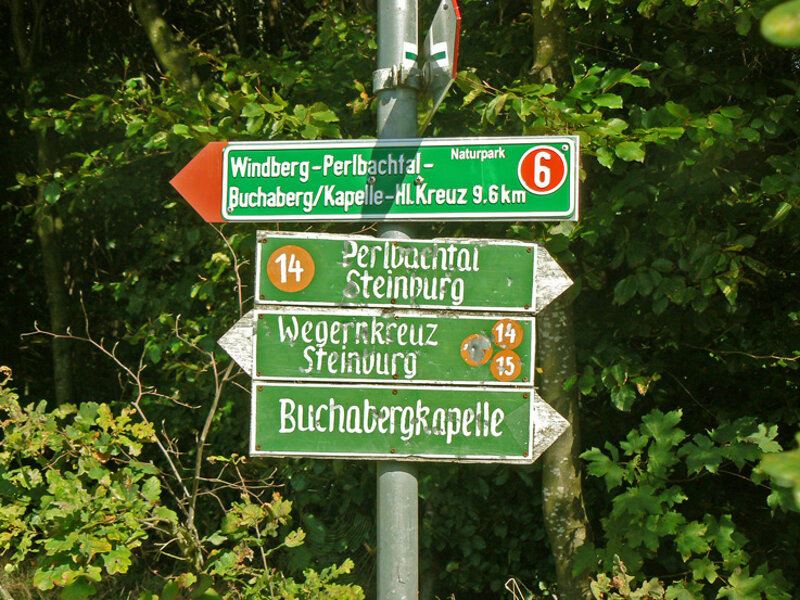 Windberg-Perlbachtal-
Naturpark
6
Buchaberg/Kapelle-Hl.Kreuz 9.6 km
14
Perlbachtal
Steinburg
Wegernkreuz
14
Steinburg
15
Buchabergkapelle